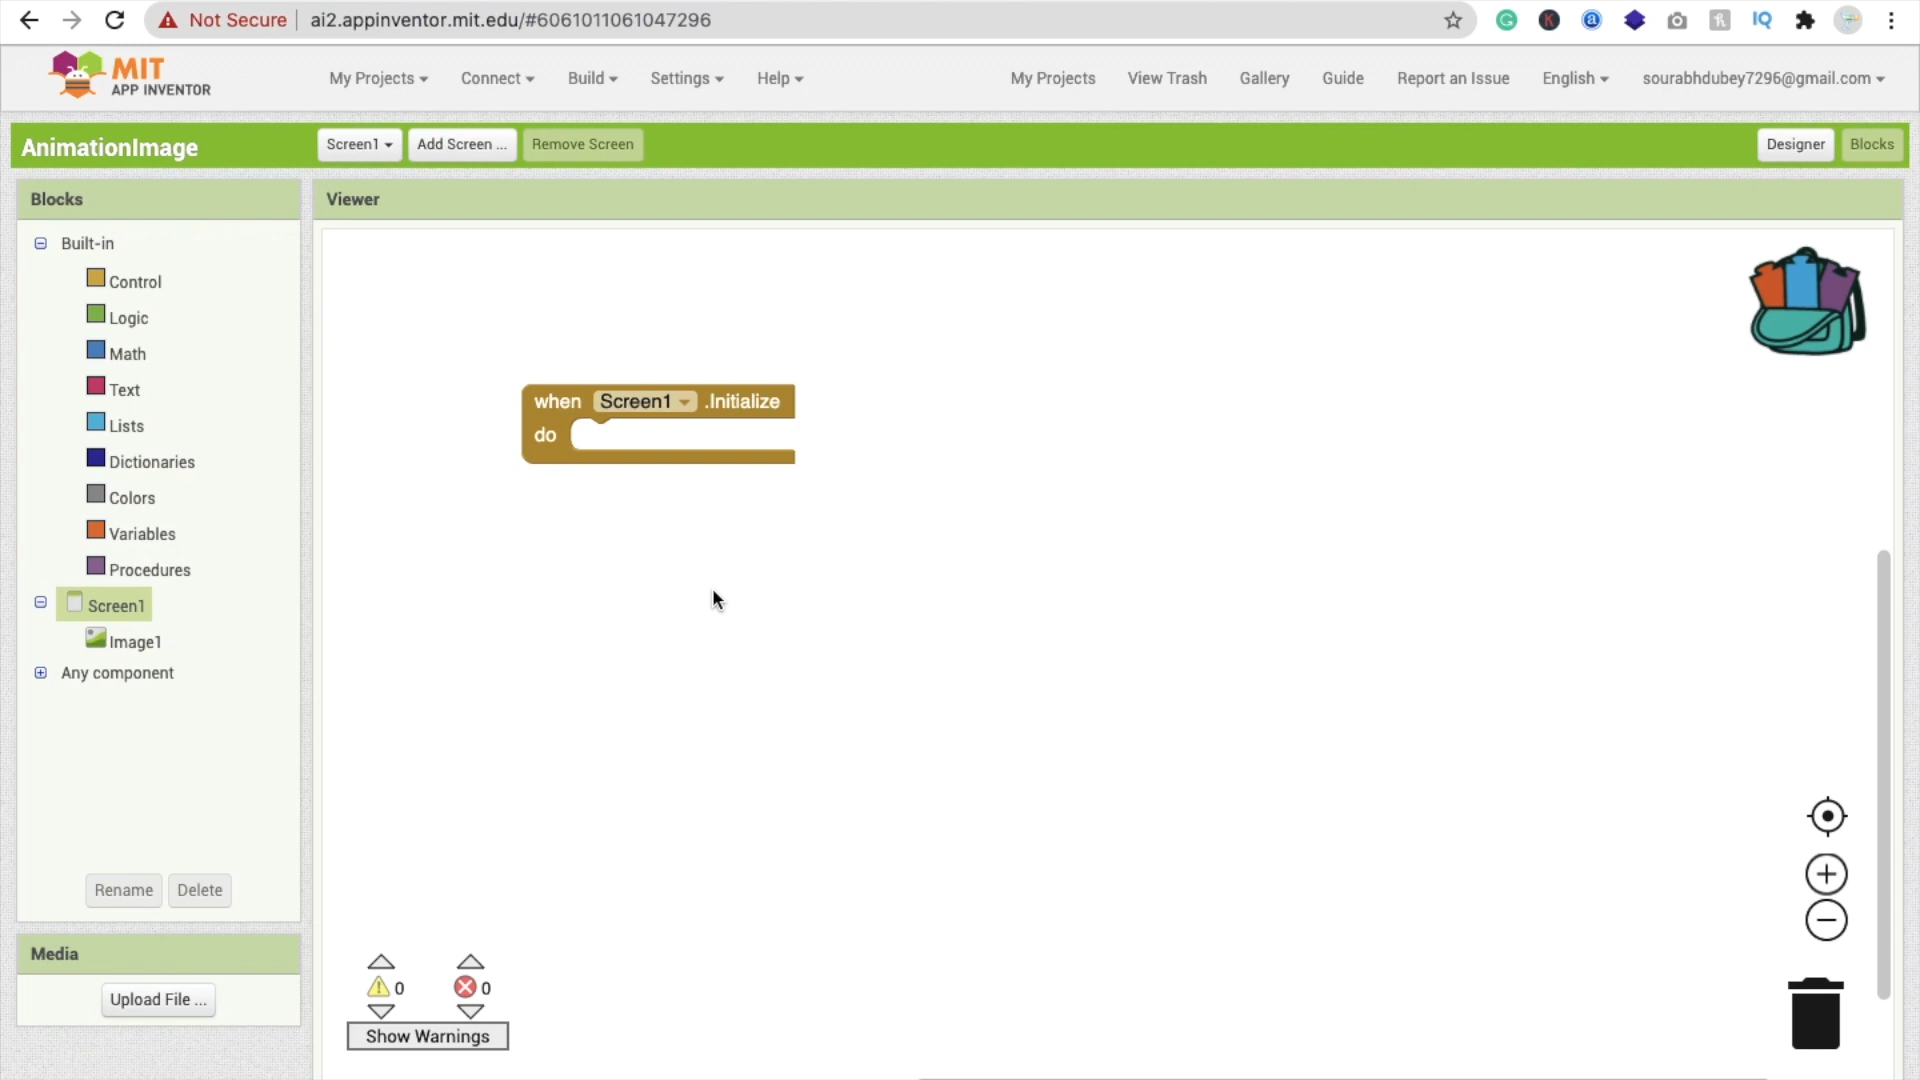 Not Secure
ai2.appinventor.mit.edu/#6061011061047296
MIT
APP INVENTOR
My Projects
Connect
Build
Settings
Help
My Projects
View Trash
Gallery
Guide
Report an Issue
English
sourabhdubey7296@gmail.com
AnimationImage
Screen1
Add Screen ...
Remove Screen
Designer
Blocks
Blocks
Viewer
Built-in
Control
Logic
Math
Text
Lists
Dictionaries
Colors
Variables
Procedures
Screen1
Image1
Any component
Rename
Delete
Media
Upload File ...
when Screen1 .Initialize
do
0
0
Show Warnings